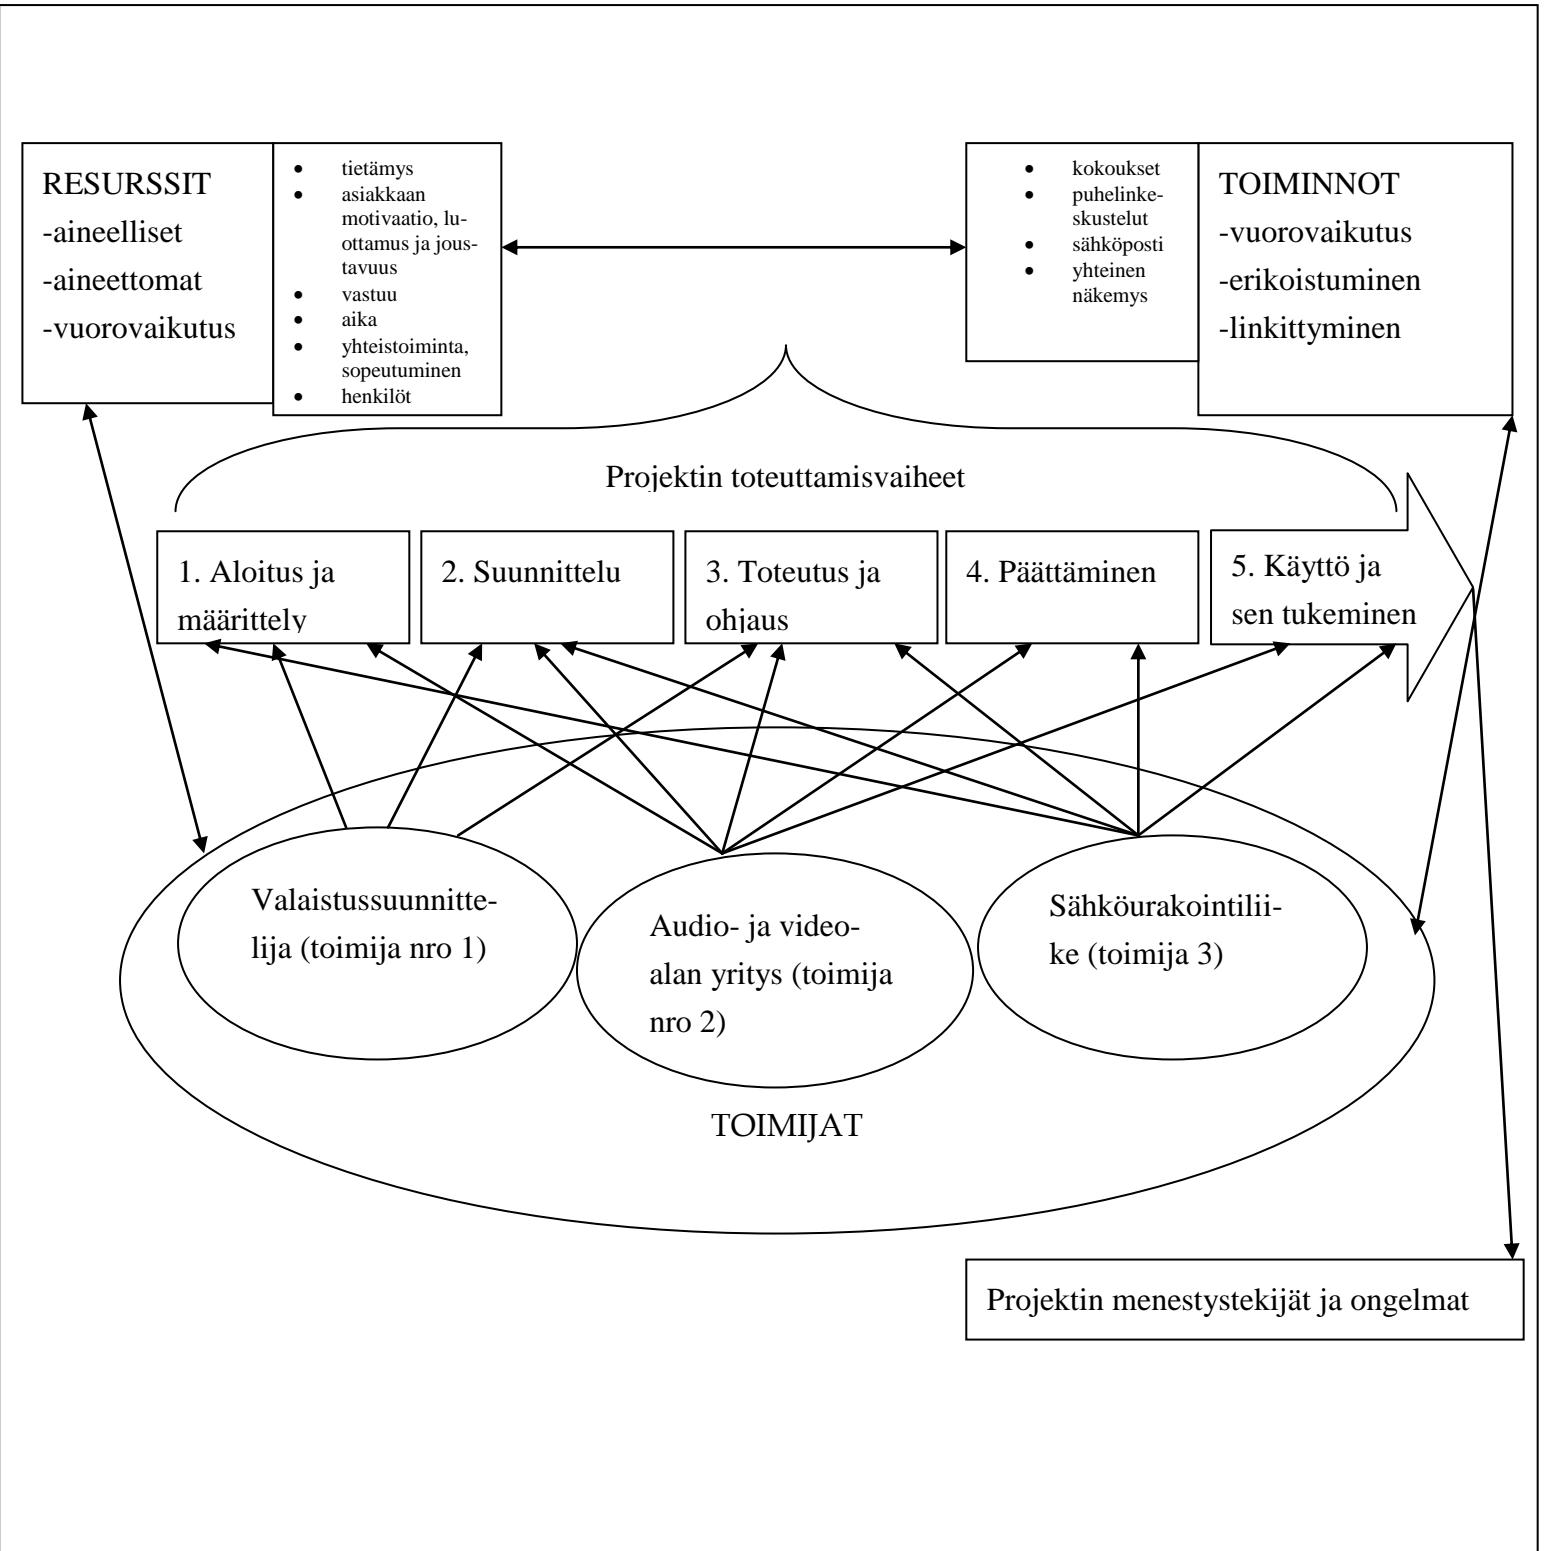 RESURSSIT
-aineelliset
-aineettomat
-vuorovaikutus
• tietämys
• asiakkaan
motivaatio, lu-
ottamus ja jous-
tavuus
• vastuu
• aika
• yhteistoiminta,
sopeutuminen
• henkilöt
• kokoukset
• puhelinke-
skustelut
• sähköposti
• yhteinen
näkemys
TOIMINNOT
-vuorovaikutus
-erikoistuminen
-linkittyminen
Projektin toteuttamisvaiheet
1. Aloitus ja
määrittely
2. Suunnittelu
3. Toteutus ja
ohjaus
4. Päättäminen
5. Käyttö ja
sen tukeminen
Valaistussuunnitte-
lija (toimija nro 1)
Audio- ja video-
alan yritys (toimija
nro 2)
Sähköurakointilii-
ke (toimija 3)
TOIMIJAT
Projektin menestystekijät ja ongelmat